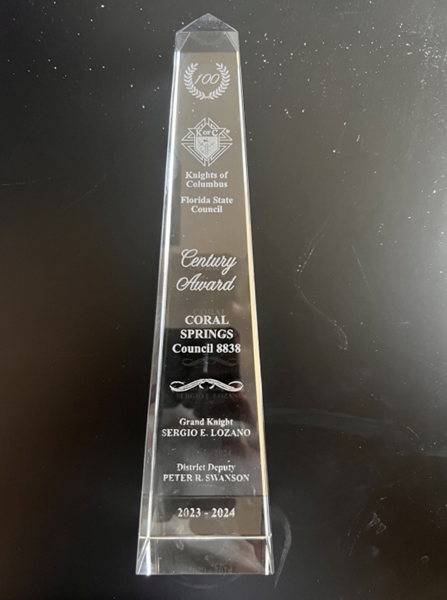 100
K OF C
Knights of
Columbus
Florida State
Council
Century
Award
CORAL
SPRINGS
Council 8838
Grand Knight
SERGIO E. LOZANO
District Deputy
PETER R. SWANSON
2023 - 2024